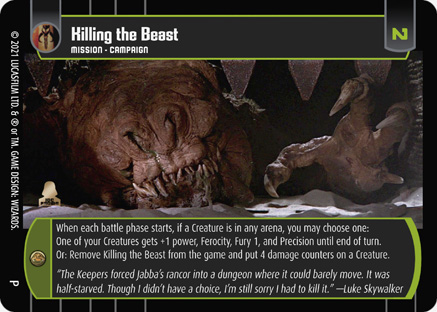 Killing the Beast
MISSION - CAMPAIGN
N
© 2021 LUCASFILM LTD. & ® or TM. GAME DESIGN: WIZARDS.
P
When each battle phase starts, if a Creature is in any arena, you may choose one:
One of your Creatures gets +1 power, Ferocity, Fury 1, and Precision until end of turn.
Or: Remove Killing the Beast from the game and put 4 damage counters on a Creature.
"The Keepers forced Jabba's rancor into a dungeon where it could barely move. It was
half-starved. Though I didn't have a choice, I'm still sorry I had to kill it." —Luke Skywalker